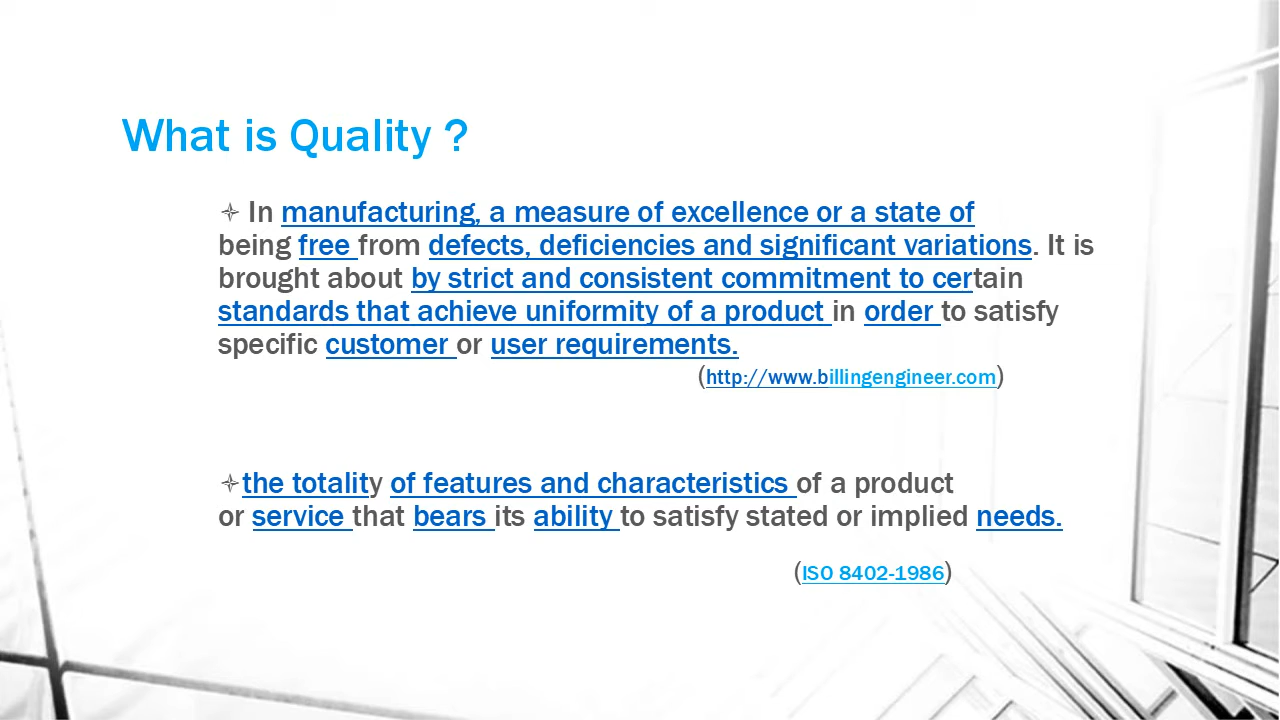 What is Quality ?
✧ In manufacturing, a measure of excellence or a state of
being free from defects, deficiencies and significant variations. It is
brought about by strict and consistent commitment to certain
standards that achieve uniformity of a product in order to satisfy
specific customer or user requirements.
(http://www.billingengineer.com)
✧the totality of features and characteristics of a product
or service that bears its ability to satisfy stated or implied needs.
(ISO 8402-1986)